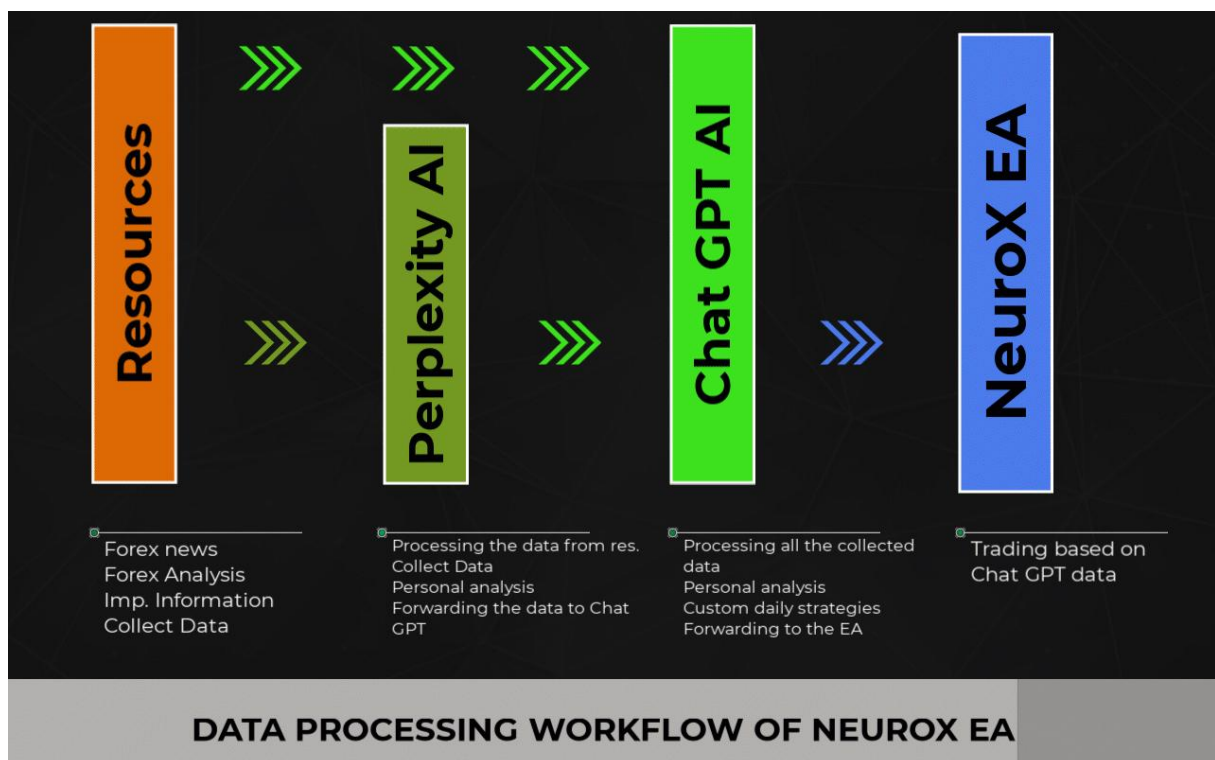 Resources
Perplexity AI
Chat GPT AI
NeuroX EA
Forex news
Forex Analysis
Imp. Information
Collect Data
Processing the data from res.
Collect Data
Personal analysis
Forwarding the data to Chat
GPT
Processing all the collected
data
Personal analysis
Custom daily strategies
Forwarding to the EA
Trading based on
Chat GPT data
DATA PROCESSING WORKFLOW OF NEUROX EA